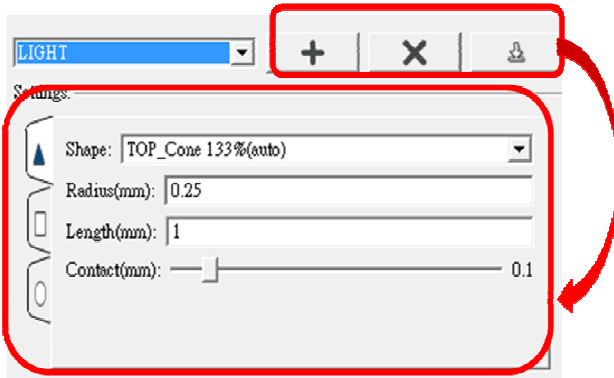 LIGHT
Settings:
Shape: TOP_Cone 133%(auto)
Radius(mm): 0.25
Length(mm): 1
Contact(mm): 0.1